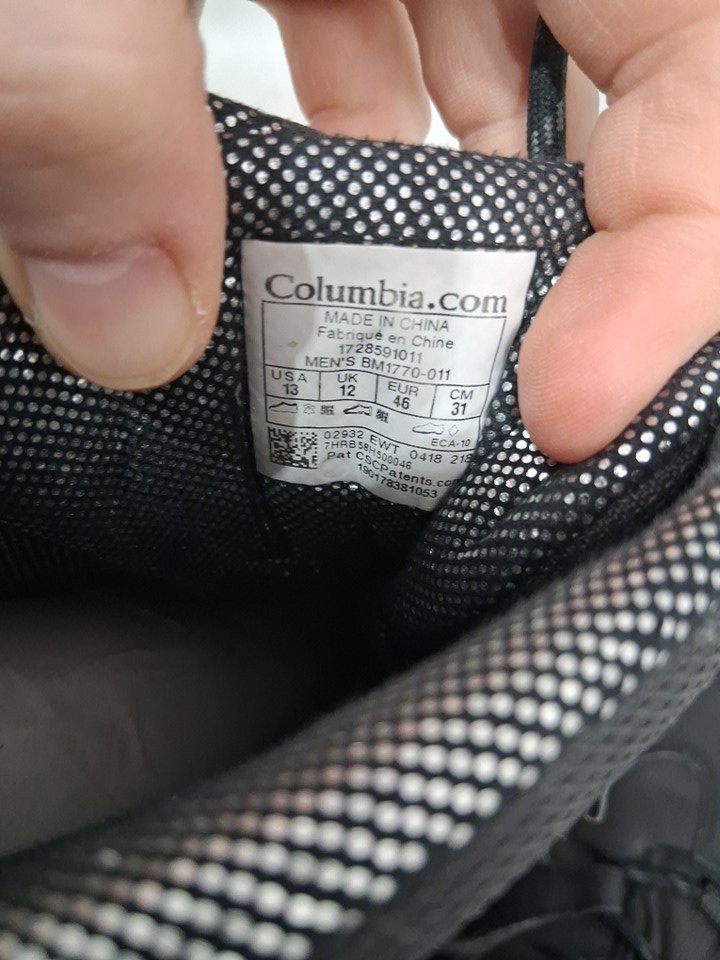 Columbia.com
MADE IN CHINA
Fabriqué en Chine
1728591011
MEN'S BM1770-011
USA UK EUR CM
13 12 46 31
ECA-10
02932 EWT 0418 218
7HRB58H500046
Pat CSCPatents.com
190178381053